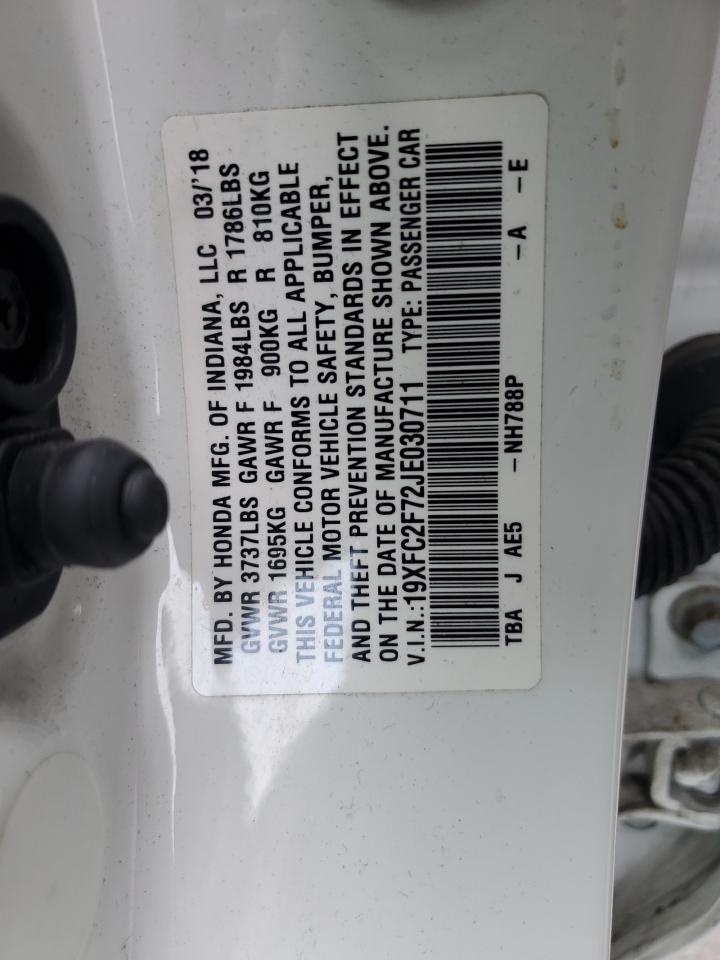 MFD. BY HONDA MFG. OF INDIANA, LLC 03/'18
GVWR 3737LBS GAWR F 1984LBS R 1786LBS
GVWR 1695KG GAWR F 900KG R 810KG
THIS VEHICLE CONFORMS TO ALL APPLICABLE
FEDERAL MOTOR VEHICLE SAFETY, BUMPER,
AND THEFT PREVENTION STANDARDS IN EFFECT
ON THE DATE OF MANUFACTURE SHOWN ABOVE.
V.I.N.:19XFC2F72JE030711 TYPE: PASSENGER CAR
TBA J AE5 -NH788P -A -E